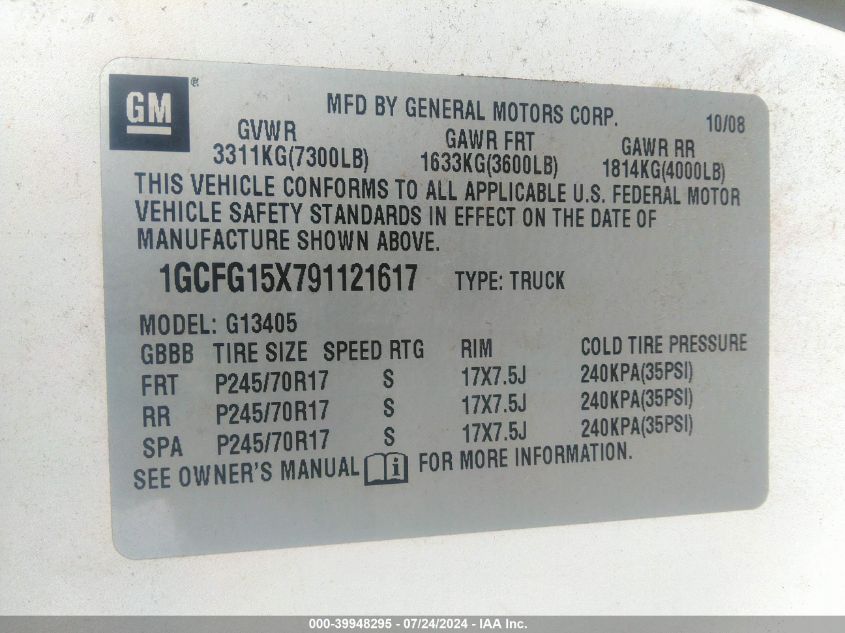 GM ®
MFD BY GENERAL MOTORS CORP. 10/08
GVWR GAWR FRT GAWR RR
3311KG(7300LB) 1633KG(3600LB) 1814KG(4000LB)
THIS VEHICLE CONFORMS TO ALL APPLICABLE U.S. FEDERAL MOTOR
VEHICLE SAFETY STANDARDS IN EFFECT ON THE DATE OF
MANUFACTURE SHOWN ABOVE.
1GCFG15X791121617 TYPE: TRUCK
MODEL: G13405
GBBB TIRE SIZE SPEED RTG RIM COLD TIRE PRESSURE
FRT P245/70R17 S 17X7.5J 240KPA(35PSI)
RR P245/70R17 S 17X7.5J 240KPA(35PSI)
SPA P245/70R17 S 17X7.5J 240KPA(35PSI)
SEE OWNER'S MANUAL i FOR MORE INFORMATION.
000-39948295 - 07/24/2024 - IAA Inc.